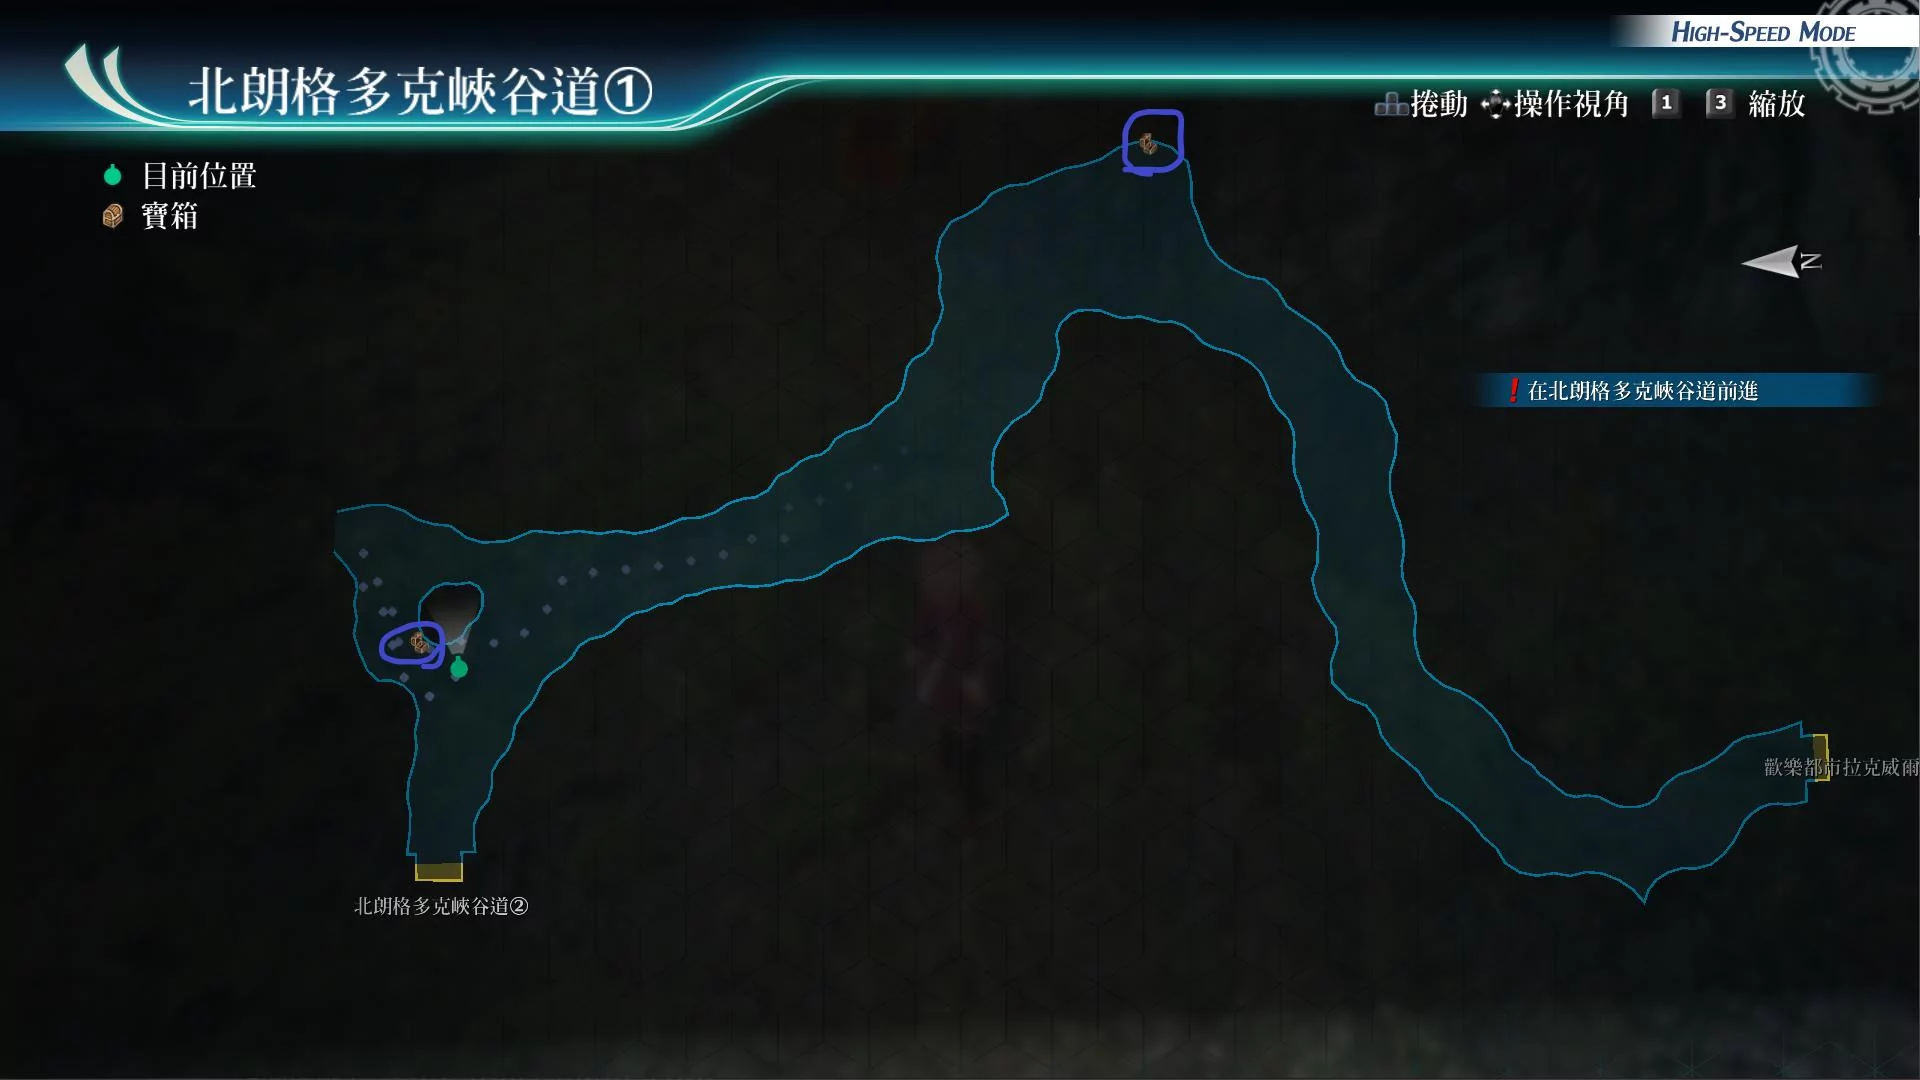 HIGH-SPEED MODE
北朗格多克峽谷道①
捲動 操作視角 1 3 縮放
目前位置
寶箱
N
! 在北朗格多克峽谷道前進
歡樂都市拉克威爾
北朗格多克峽谷道②